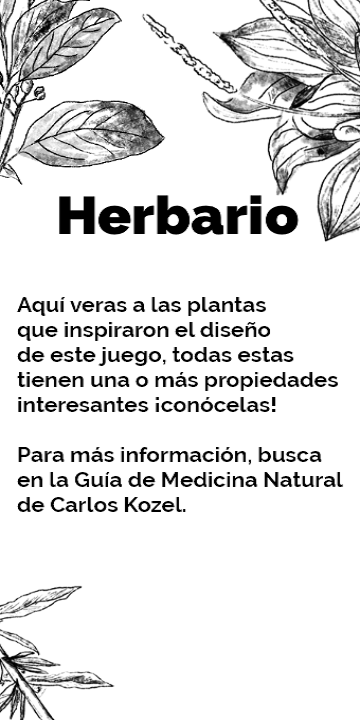 Herbario
Aquí veras a las plantas
que inspiraron el diseño
de este juego, todas estas
tienen una o más propiedades
interesantes ¡conócelas!
Para más información, busca
en la Guía de Medicina Natural
de Carlos Kozel.